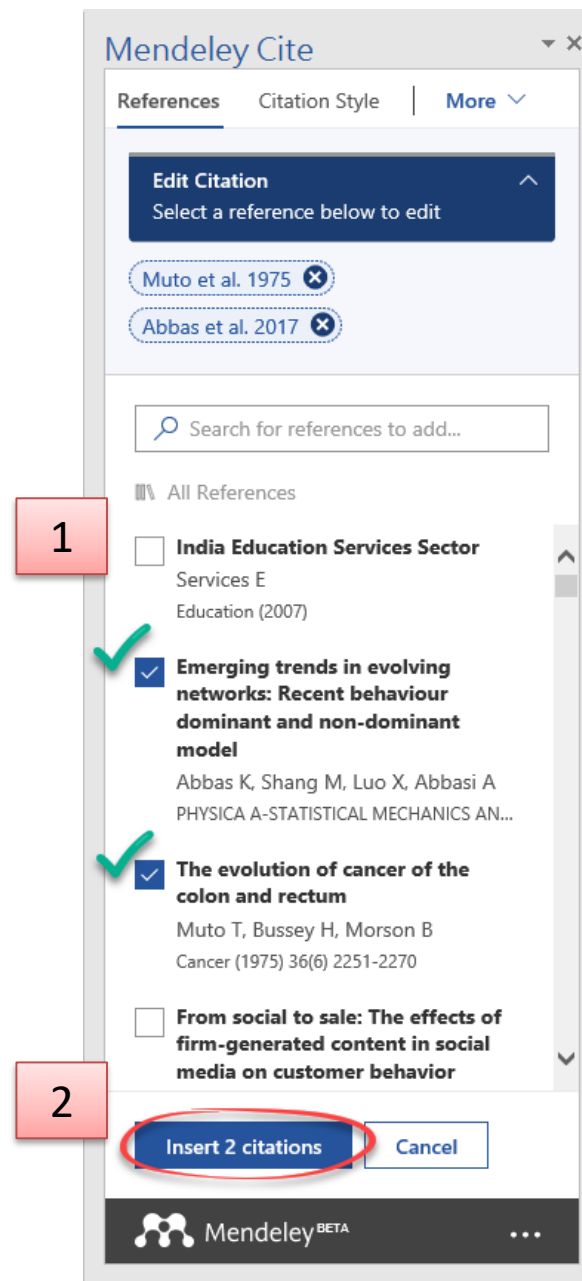 Mendeley Cite
References Citation Style More
Edit Citation
Select a reference below to edit
Muto et al. 1975
Abbas et al. 2017
Search for references to add...
All References
1
India Education Services Sector
Services E
Education (2007)
Emerging trends in evolving
networks: Recent behaviour
dominant and non-dominant
model
Abbas K, Shang M, Luo X, Abbasi A
PHYSICA A-STATISTICAL MECHANICS AN...
The evolution of cancer of the
colon and rectum
Muto T, Bussey H, Morson B
Cancer (1975) 36(6) 2251-2270
From social to sale: The effects of
firm-generated content in social
media on customer behavior
2
Insert 2 citations Cancel
Mendeley BETA